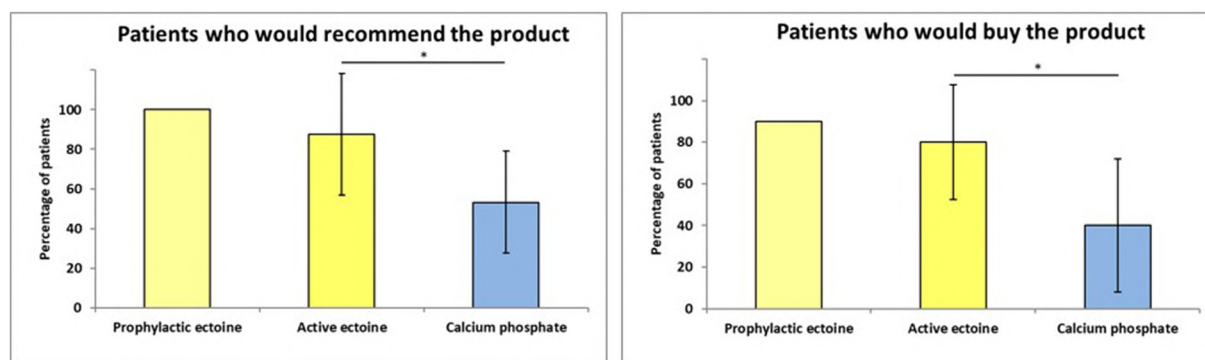 Patients who would recommend the product
*
Percentage of patients
100
80
60
40
20
0
Prophylactic ectoine
Active ectoine
Calcium phosphate
Patients who would buy the product
*
Percentage of patients
100
80
60
40
20
0
Prophylactic ectoine
Active ectoine
Calcium phosphate